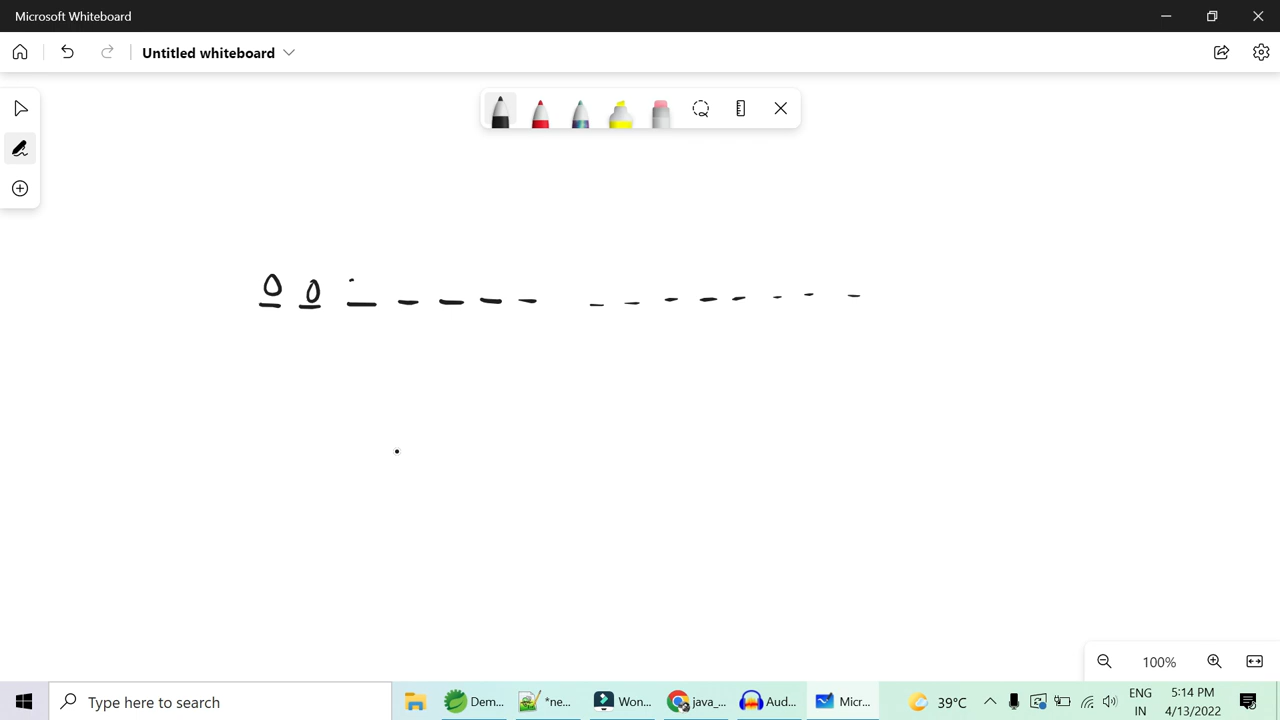 Microsoft Whiteboard
Untitled whiteboard
0 0
100%
Type here to search
Dem...
*ne...
Won...
java_...
Aud...
Micr...
39°C
ENG
IN
5:14 PM
4/13/2022